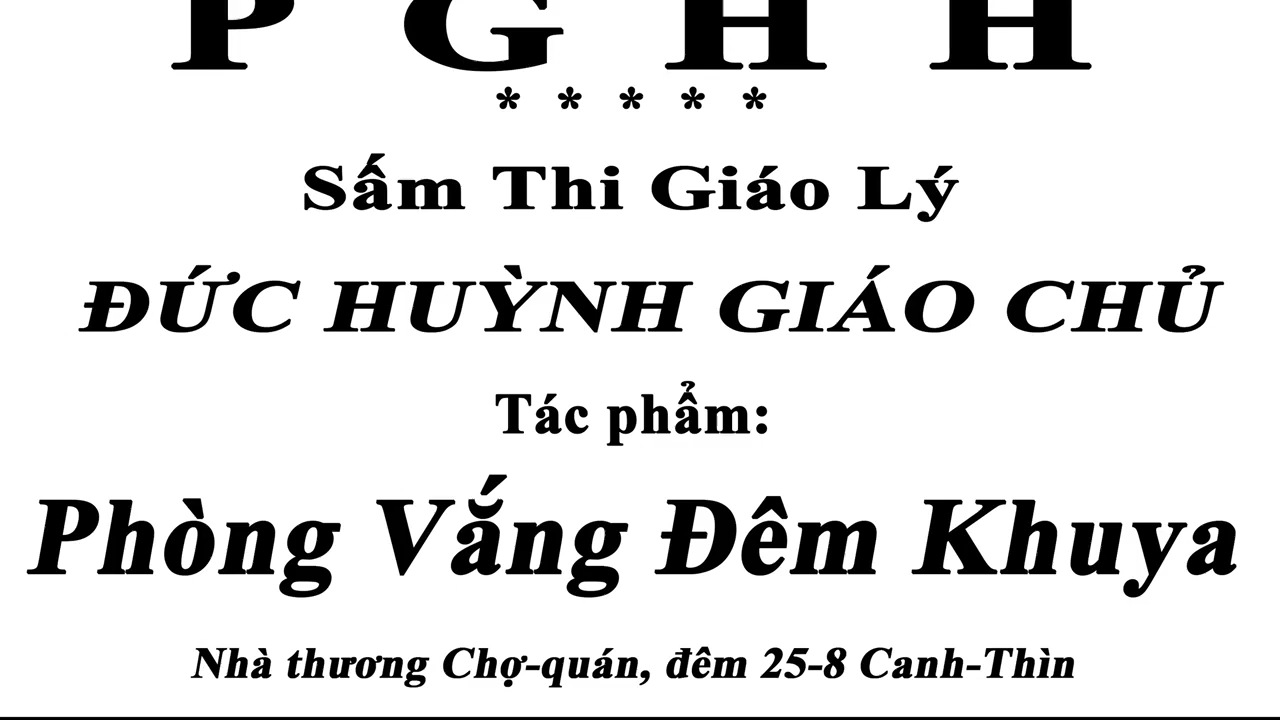 P G H H
* * * * *
Sấm Thi Giáo Lý
ĐỨC HUỲNH GIÁO CHỦ
Tác phẩm:
Phòng Vắng Đêm Khuya
Nhà thương Chợ-quán, đêm 25-8 Canh-Thìn